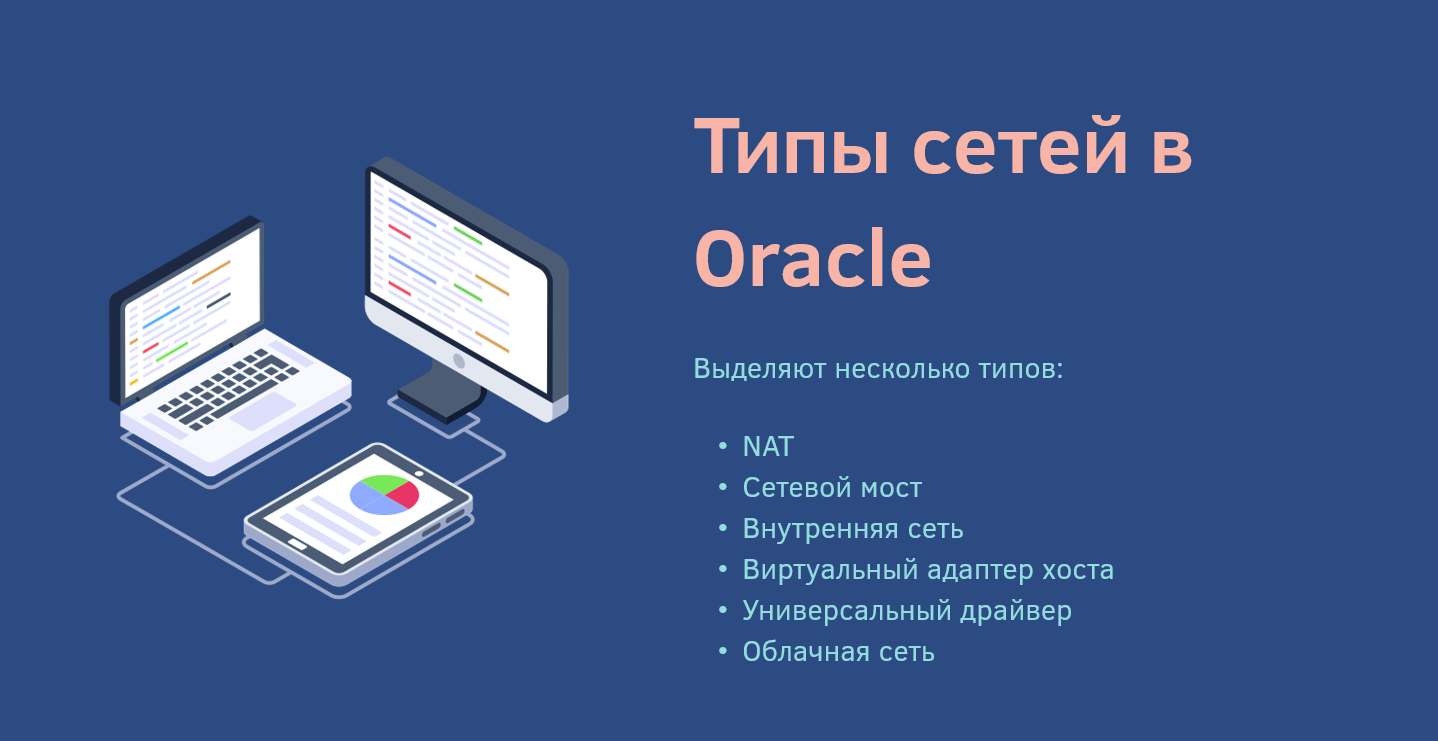 Типы сетей в
Oracle
Выделяют несколько типов:
• NAT
• Сетевой мост
• Внутренняя сеть
• Виртуальный адаптер хоста
• Универсальный драйвер
• Облачная сеть